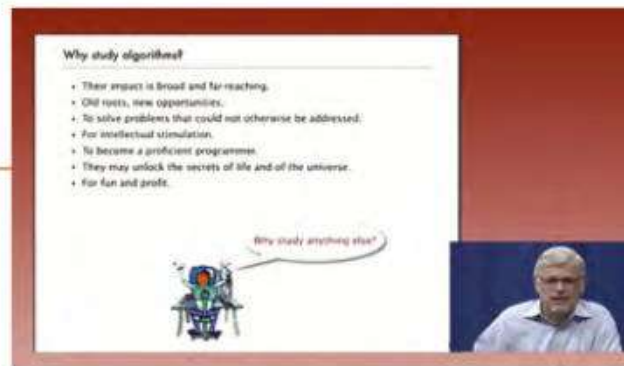 Why study algorithms?
• Their impact is broad and far-reaching.
• Old roots, new opportunities.
• To solve problems that could not otherwise be addressed.
• For intellectual stimulation.
• To become a proficient programmer.
• They may unlock the secrets of life and of the universe.
• For fun and profit.
Why study anything else?